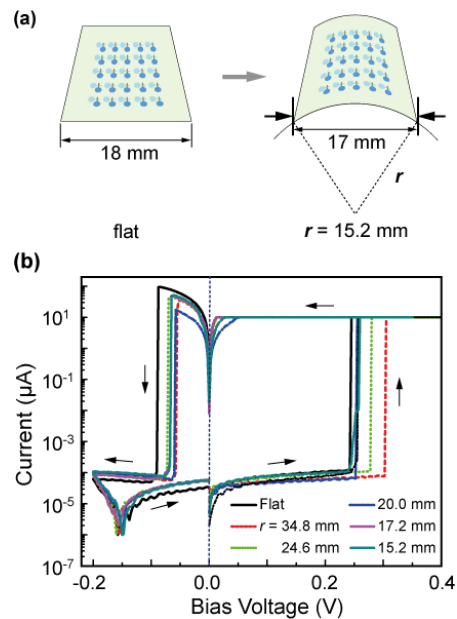 (a)
18 mm
17 mm
r
flat
r = 15.2 mm
(b)
Current (μA)
10¹
10⁻¹
10⁻³
10⁻⁵
10⁻⁷
Flat
r = 34.8 mm
24.6 mm
20.0 mm
17.2 mm
15.2 mm
-0.2 0.0 0.2 0.4
Bias Voltage (V)